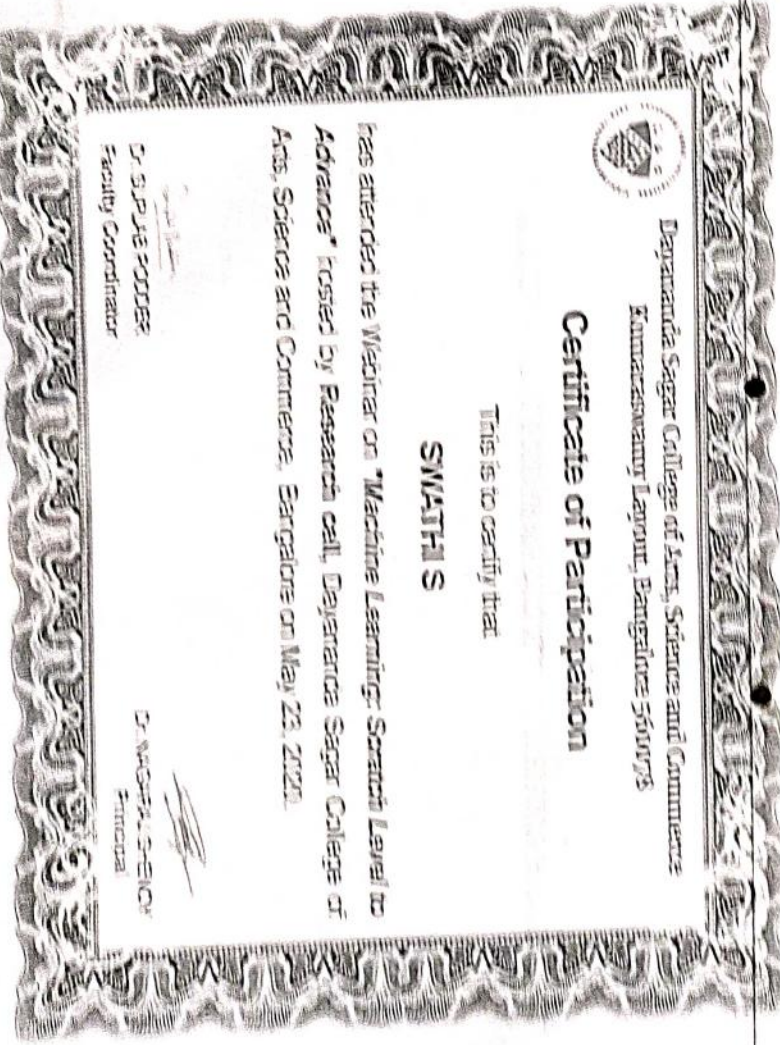 Dayananda Sagar College of Arts, Science and Commerce
Kumaraswamy Layout, Bangalore 560078
Certificate of Participation
This is to certify that
SWATHI S
has attended the Webinar on "Machine Learning: Scratch Level to
Advance" hosted by Research cell, Dayananda Sagar College of
Arts, Science and Commerce, Bangalore on May 23, 2020.
Dr.
Faculty Coordinator
Dr.
Principal